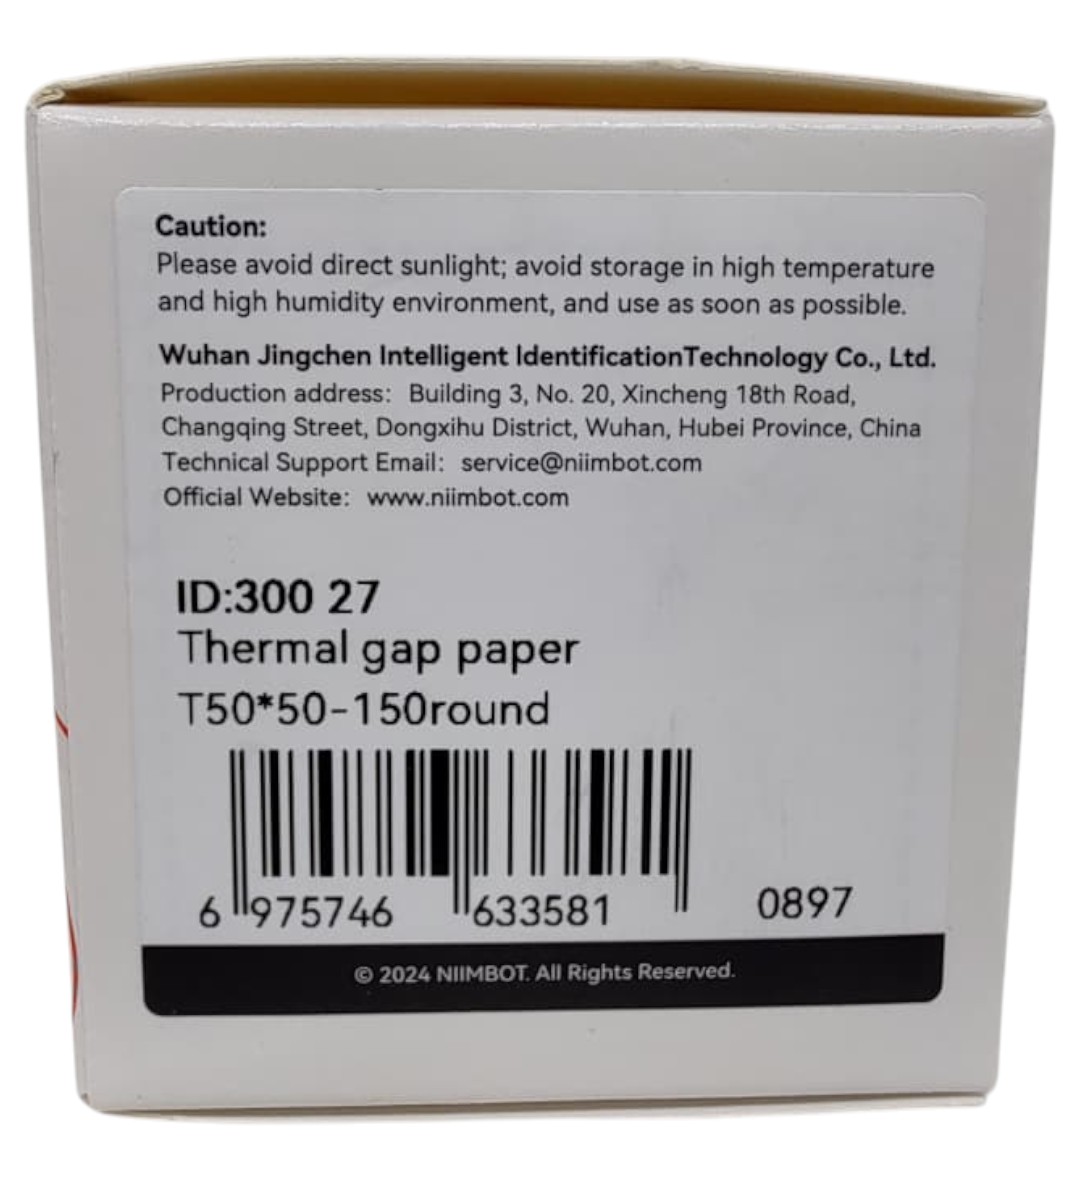 Caution:
Please avoid direct sunlight; avoid storage in high temperature
and high humidity environment, and use as soon as possible.
Wuhan Jingchen Intelligent IdentificationTechnology Co., Ltd.
Production address: Building 3, No. 20, Xincheng 18th Road,
Changqing Street, Dongxihu District, Wuhan, Hubei Province, China
Technical Support Email: service@niimbot.com
Official Website: www.niimbot.com
ID:300 27
Thermal gap paper
T50*50-150round
6 975746 633581
0897
© 2024 NIIMBOT. All Rights Reserved.